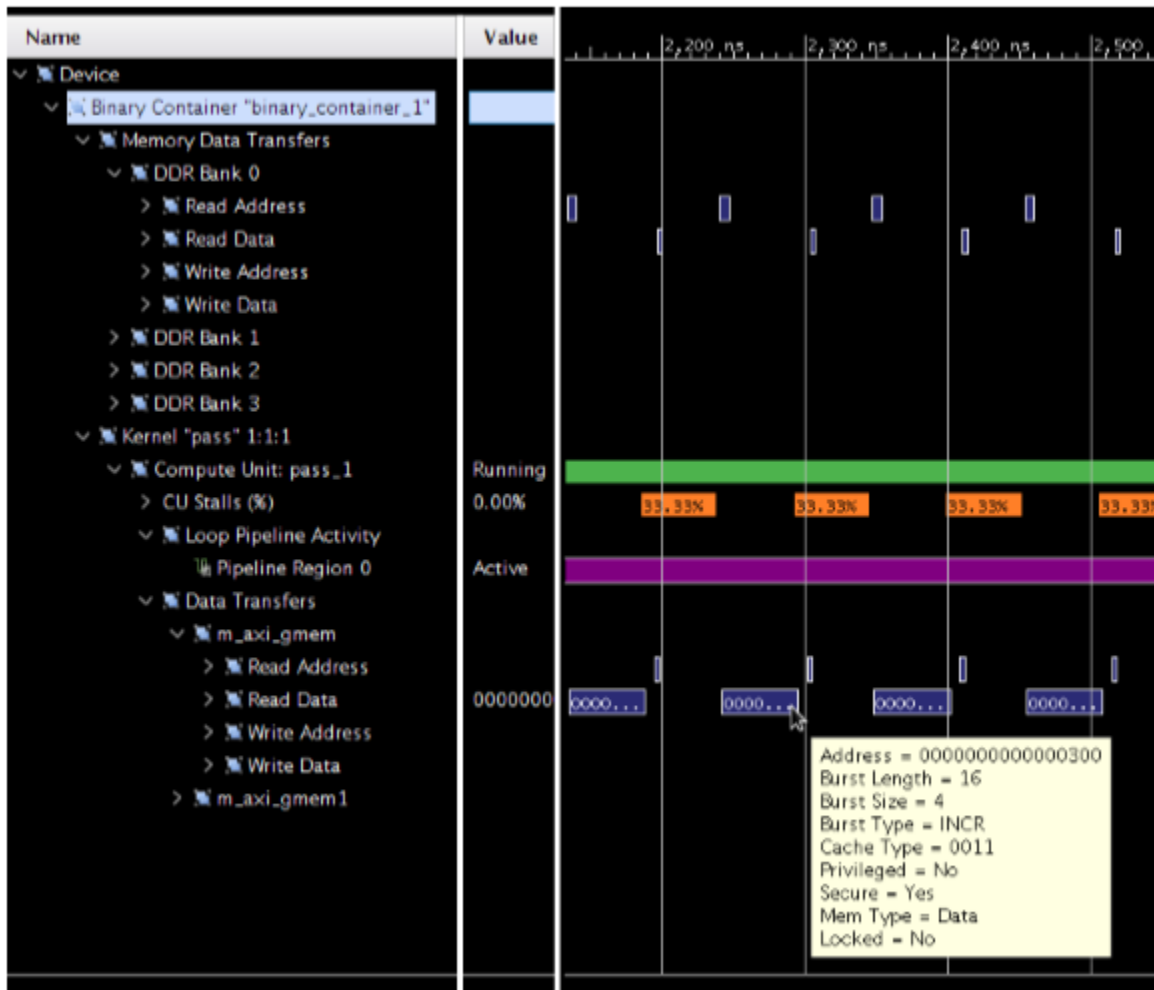 Name Value
2,200 ns 2,300 ns 2,400 ns 2,500
Device
Binary Container "binary_container_1"
Memory Data Transfers
DDR Bank 0
Read Address
Read Data
Write Address
Write Data
DDR Bank 1
DDR Bank 2
DDR Bank 3
Kernel "pass" 1:1:1
Compute Unit: pass_1 Running
CU Stalls (%) 0.00% 33.33% 33.33% 33.33% 33.33%
Loop Pipeline Activity
Pipeline Region 0 Active
Data Transfers
m_axi_gmem
Read Address
Read Data 0000000 0000... 0000... 0000... 0000...
Write Address
Write Data
m_axi_gmem1
Address = 0000000000000300
Burst Length = 16
Burst Size = 4
Burst Type = INCR
Cache Type = 0011
Privileged = No
Secure = Yes
Mem Type = Data
Locked = No